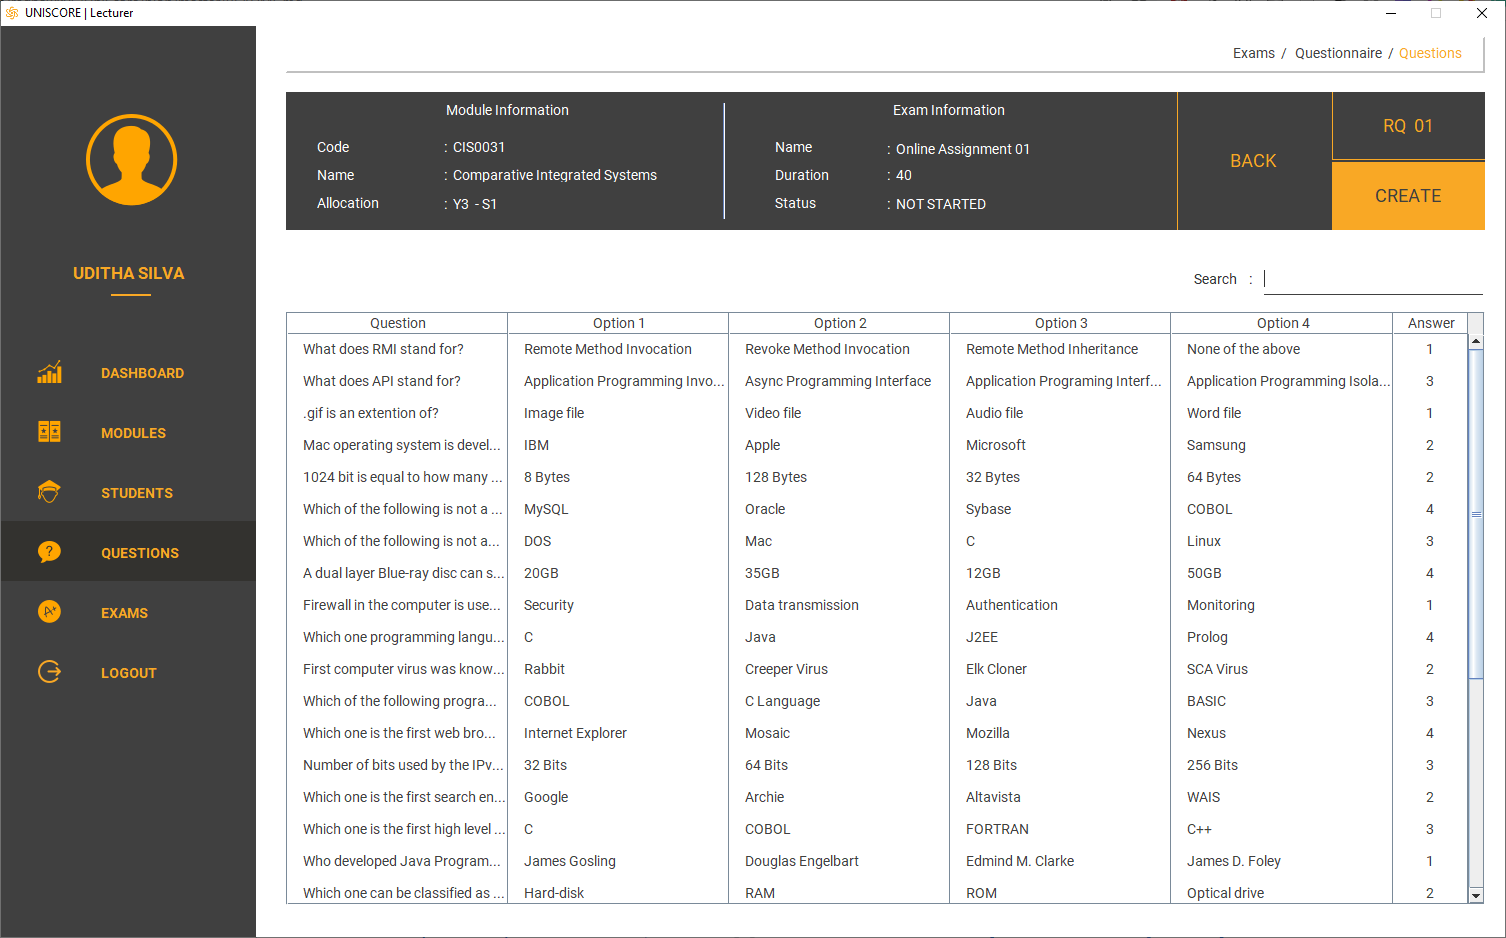 UNISCORE | Lecturer
Exams / Questionnaire / Questions
Module Information
Code : CIS0031
Name : Comparative Integrated Systems
Allocation : Y3 - S1
Exam Information
Name : Online Assignment 01
Duration : 40
Status : NOT STARTED
BACK
RQ 01
CREATE
UDITHA SILVA
DASHBOARD
MODULES
STUDENTS
QUESTIONS
EXAMS
LOGOUT
Search :
Question Option 1 Option 2 Option 3 Option 4 Answer
What does RMI stand for? Remote Method Invocation Revoke Method Invocation Remote Method Inheritance None of the above 1
What does API stand for? Application Programming Invo... Async Programming Interface Application Programing Interf... Application Programming Isola... 3
.gif is an extention of? Image file Video file Audio file Word file 1
Mac operating system is devel... IBM Apple Microsoft Samsung 2
1024 bit is equal to how many ... 8 Bytes 128 Bytes 32 Bytes 64 Bytes 2
Which of the following is not a ... MySQL Oracle Sybase COBOL 4
Which of the following is not a... DOS Mac C Linux 3
A dual layer Blue-ray disc can s... 20GB 35GB 12GB 50GB 4
Firewall in the computer is use... Security Data transmission Authentication Monitoring 1
Which one programming langu... C Java J2EE Prolog 4
First computer virus was know... Rabbit Creeper Virus Elk Cloner SCA Virus 2
Which of the following progra... COBOL C Language Java BASIC 3
Which one is the first web bro... Internet Explorer Mosaic Mozilla Nexus 4
Number of bits used by the IPv... 32 Bits 64 Bits 128 Bits 256 Bits 3
Which one is the first search en... Google Archie Altavista WAIS 2
Which one is the first high level ... C COBOL FORTRAN C++ 3
Who developed Java Program... James Gosling Douglas Engelbart Edmind M. Clarke James D. Foley 1
Which one can be classified as ... Hard-disk RAM ROM Optical drive 2